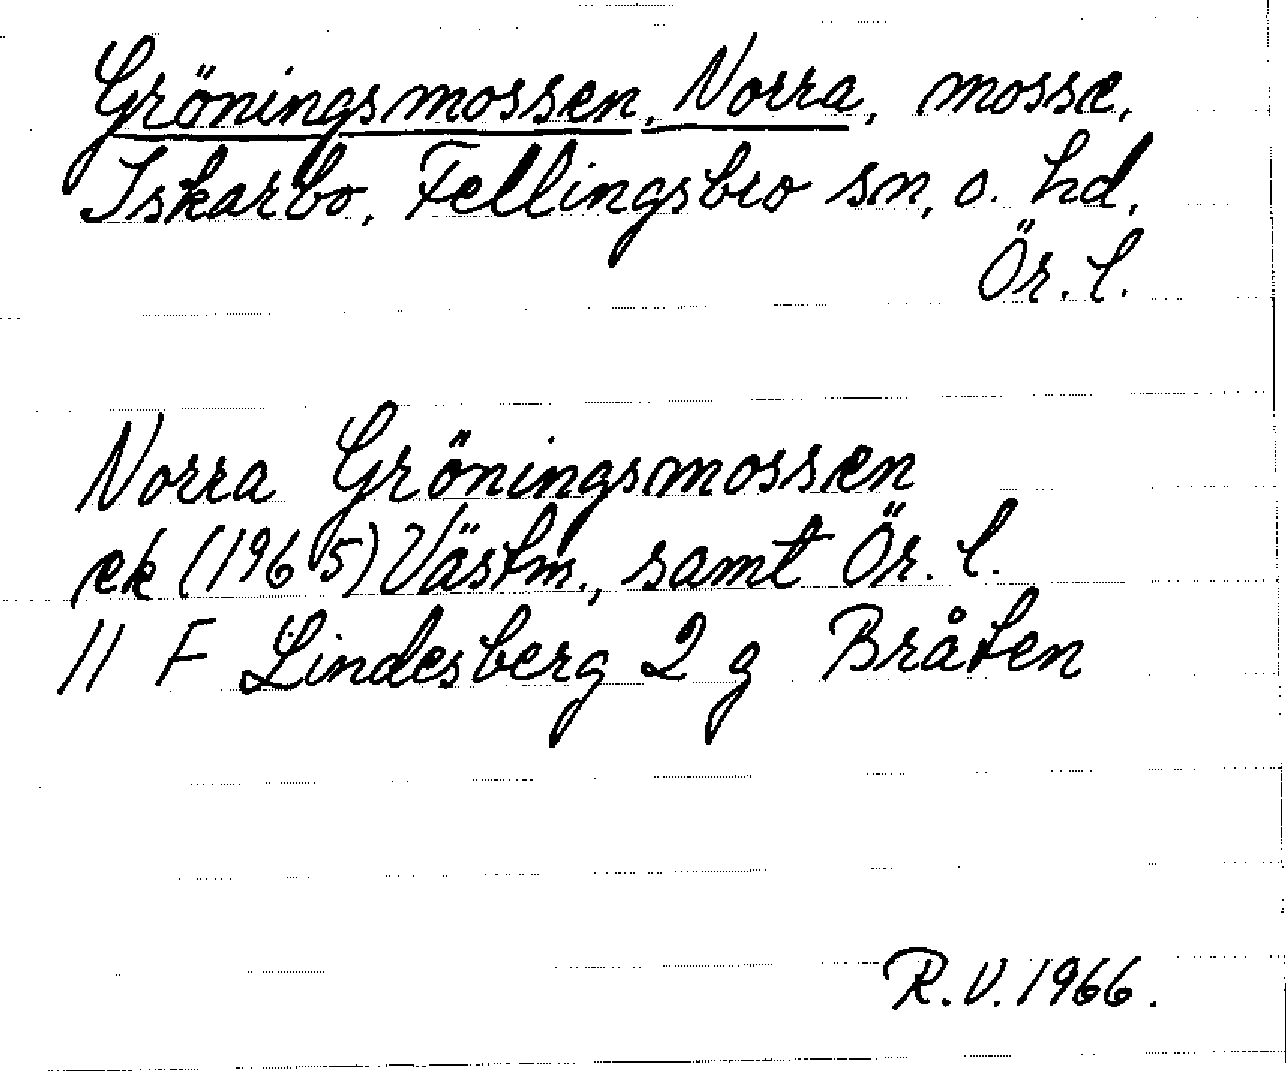 Gröningsmossen, Norra, mosse,
Iskarbo, Fellingsbro sn, o. hd,
Ör. l.
Norra Gröningsmossen
ek (1965) Västm., samt Ör. l.
11 F Lindesberg 2 g Bråten
R.V. 1966.